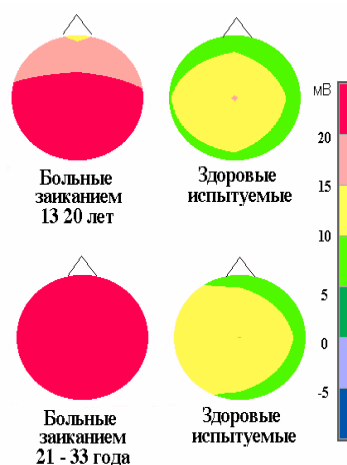 мВ
20
15
10
5
0
-5
Больные
заиканием
13 20 лет
Здоровые
испытуемые
Больные
заиканием
21 - 33 года
Здоровые
испытуемые